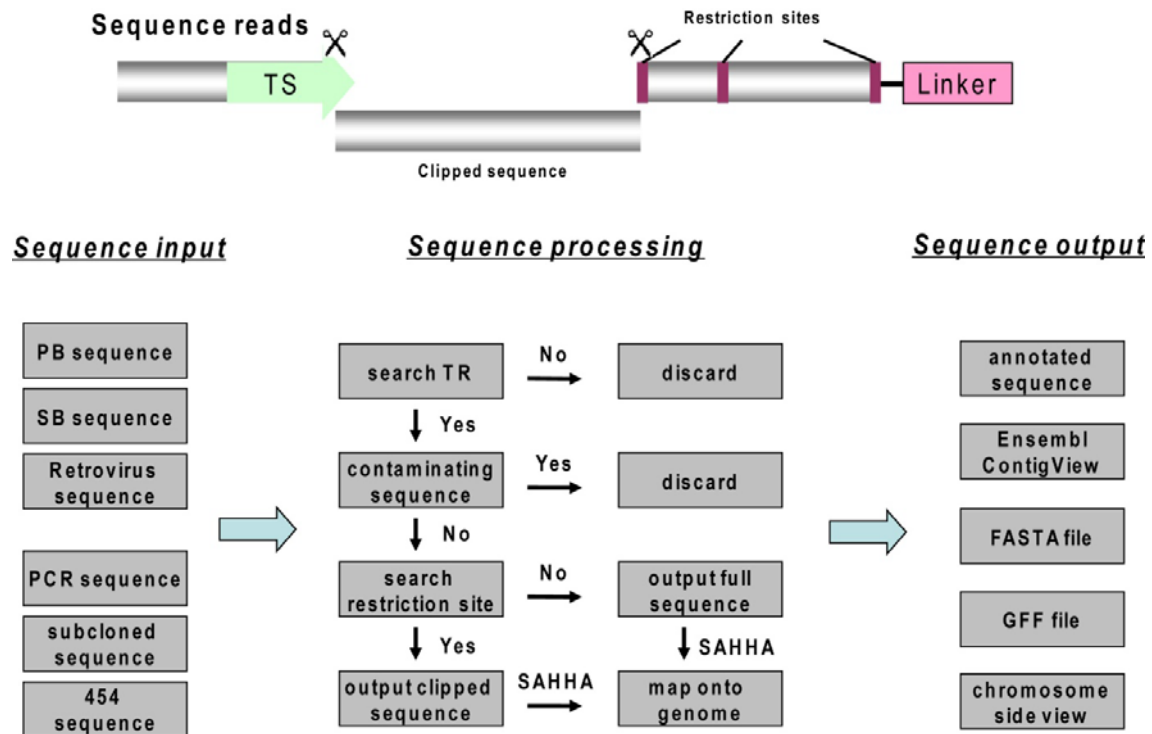 Sequence reads
Restriction sites
TS
Linker
Clipped sequence
Sequence input
Sequence processing
Sequence output
PB sequence
SB sequence
Retrovirus
sequence
PCR sequence
subcloned
sequence
454
sequence
search TR
No
discard
Yes
contaminating
sequence
Yes
discard
No
search
restriction site
No
output full
sequence
Yes
SAHHA
output clipped
sequence
SAHHA
map onto
genome
annotated
sequence
Ensembl
ContigView
FASTA file
GFF file
chromosome
side view